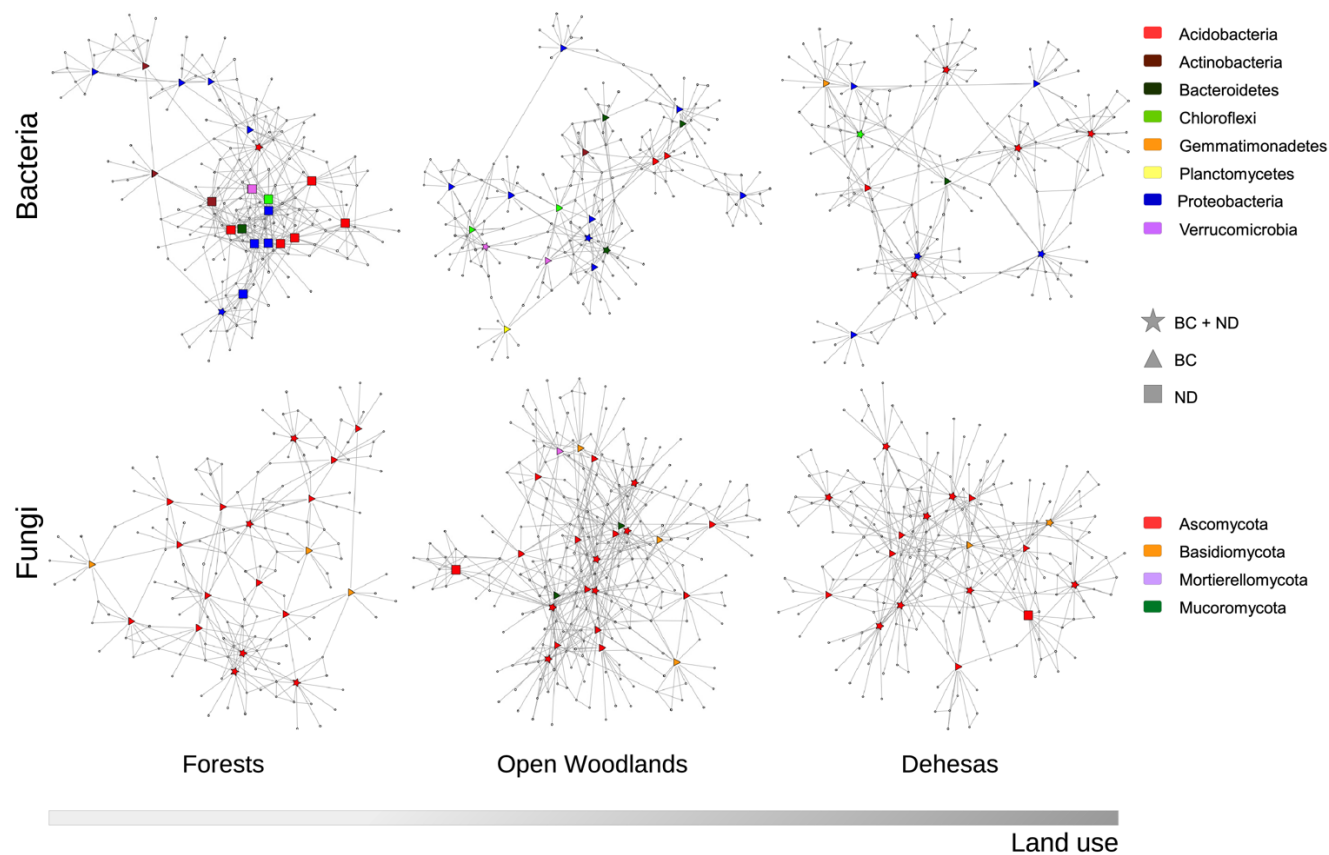 Bacteria
Acidobacteria
Actinobacteria
Bacteroidetes
Chloroflexi
Gemmatimonadetes
Planctomycetes
Proteobacteria
Verrucomicrobia
BC + ND
BC
ND
Fungi
Ascomycota
Basidiomycota
Mortierellomycota
Mucoromycota
Forests
Open Woodlands
Dehesas
Land use